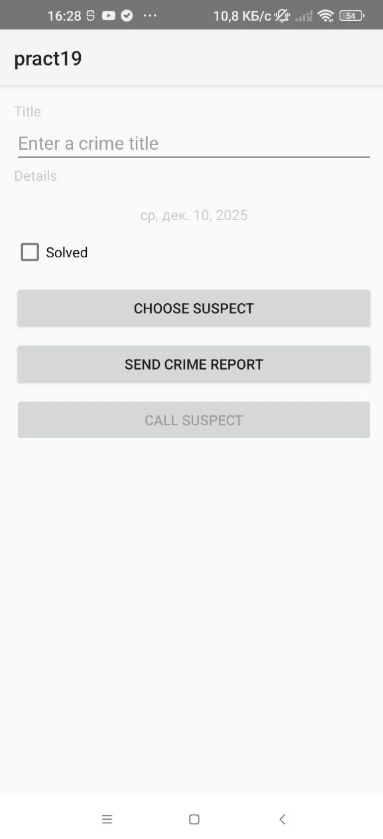 16:28 ... 10,8 КБ/с 54
pract19
Title
Enter a crime title
Details
ср, дек. 10, 2025
Solved
CHOOSE SUSPECT
SEND CRIME REPORT
CALL SUSPECT